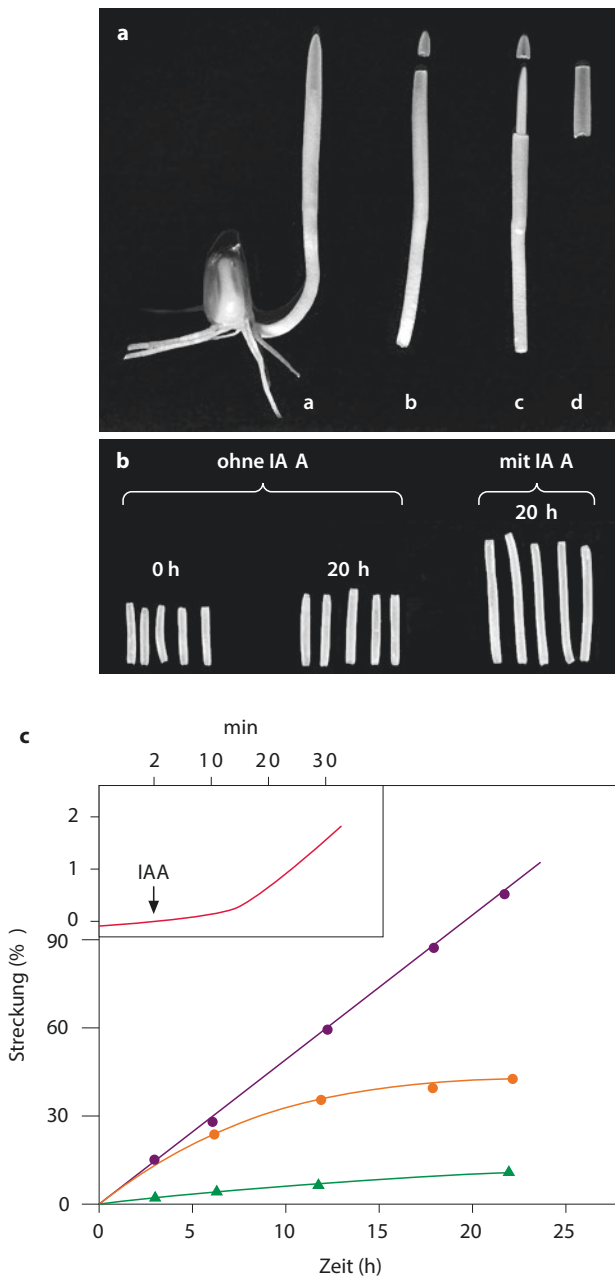 a
a b c d
b ohne IA A mit IA A
20 h
0 h 20 h
c
min
2 10 20 30
2
1
IAA
0
90
60
30
0
Streckung (% )
0 5 10 15 20 25
Zeit (h)